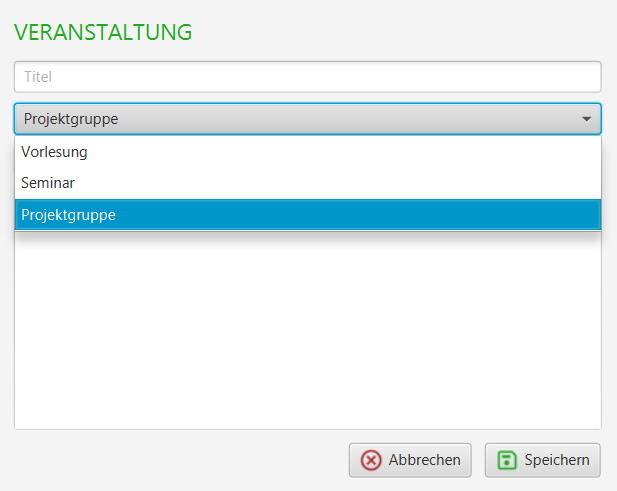 VERANSTALTUNG
Titel
Projektgruppe
Vorlesung
Seminar
Projektgruppe
Abbrechen
Speichern